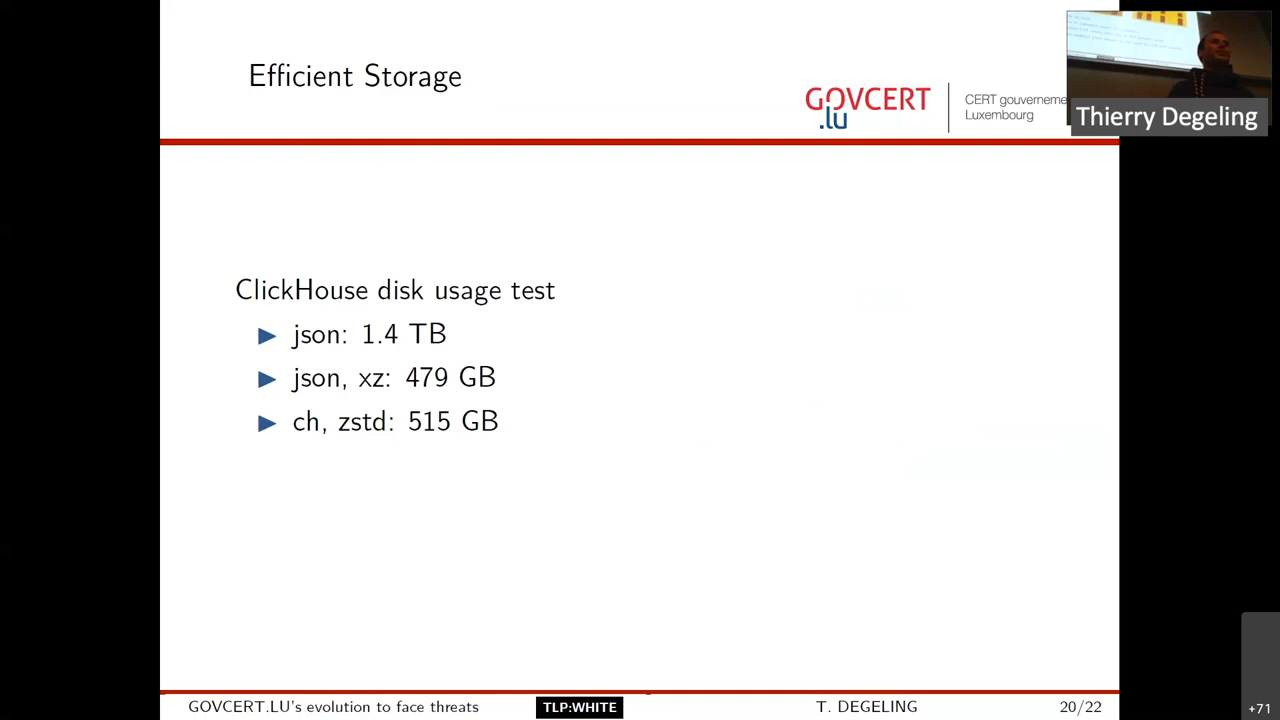 Efficient Storage
GOVCERT
.lu
CERT gouverneme
Luxembourg
Thierry Degeling
ClickHouse disk usage test
json: 1.4 TB
json, xz: 479 GB
ch, zstd: 515 GB
GOVCERT.LU's evolution to face threats
TLP:WHITE
T. DEGELING
20/22
+71